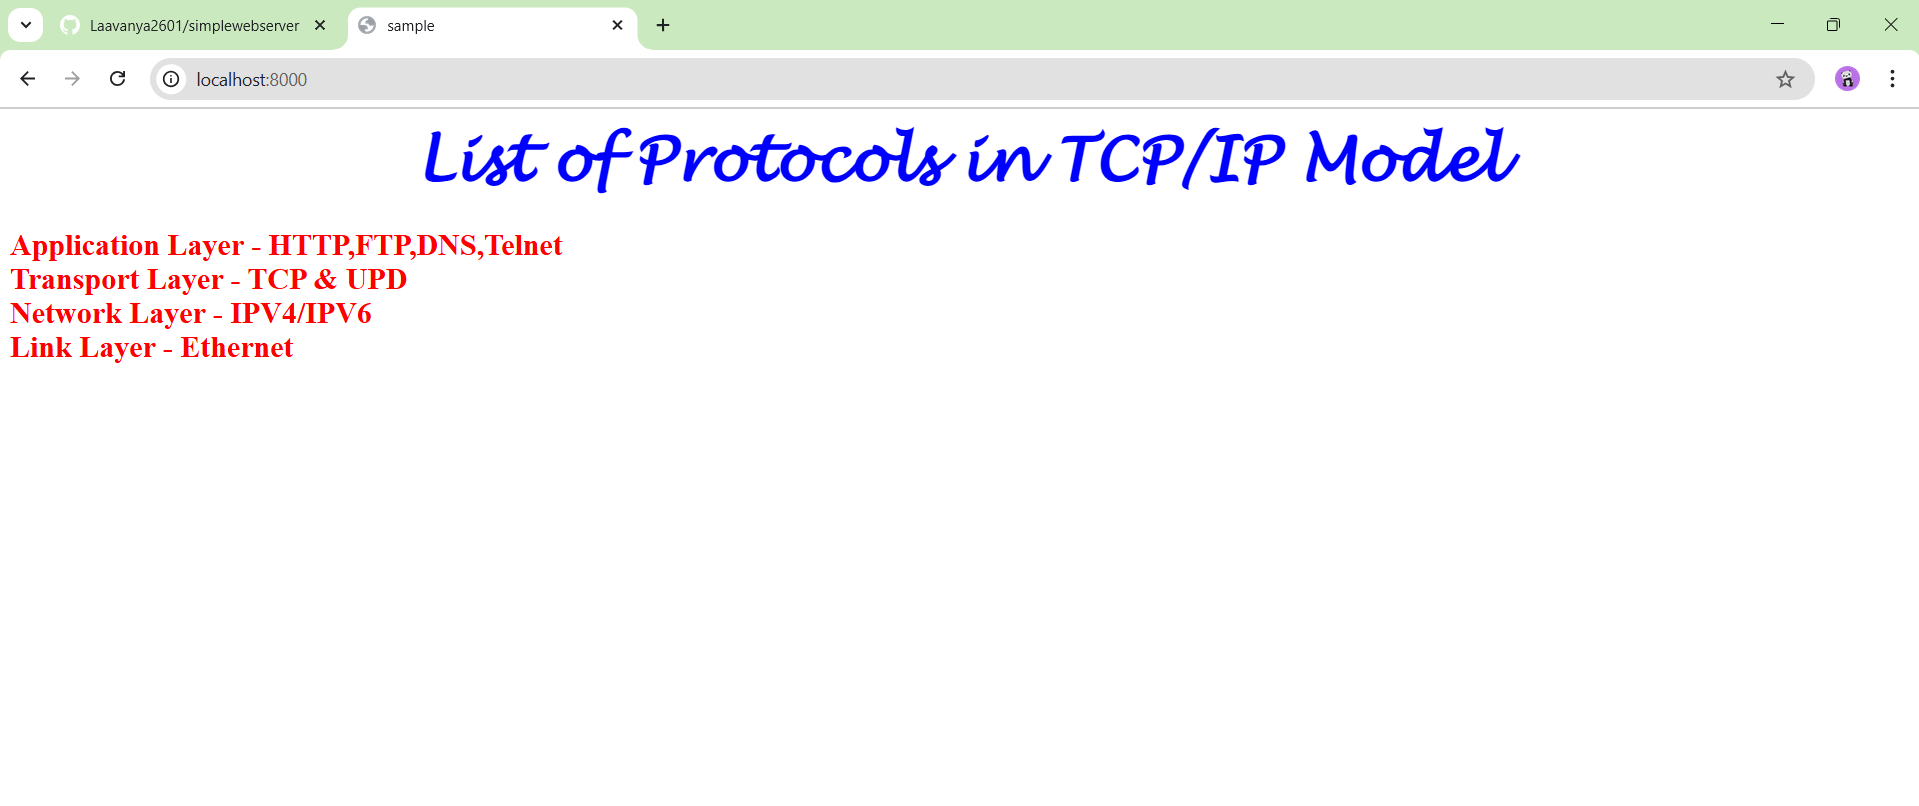 Laavanya2601/simplewebserver
sample
localhost:8000
List of Protocols in TCP/IP Model
Application Layer - HTTP,FTP,DNS,Telnet
Transport Layer - TCP & UPD
Network Layer - IPV4/IPV6
Link Layer - Ethernet